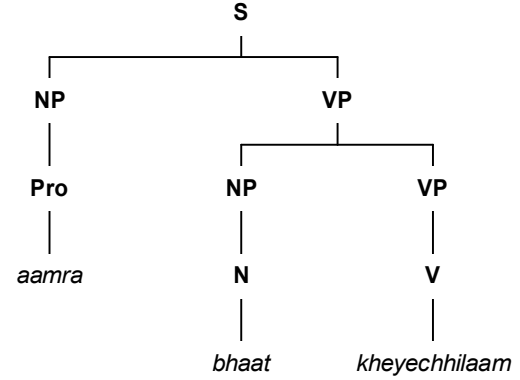 S
NP VP
Pro NP VP
aamra N V
bhaat kheyechhilaam